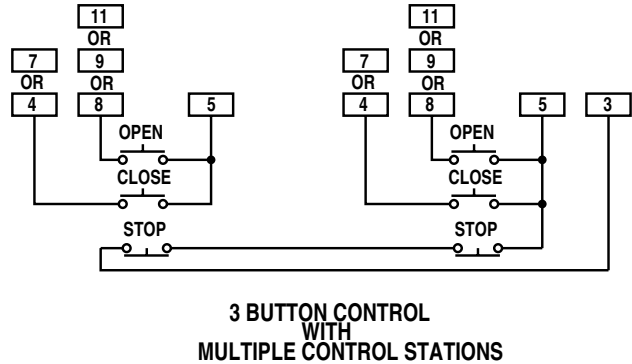 11 11
OR OR
7 9 7 9
OR OR OR OR
4 8 5 4 8 5 3
OPEN OPEN
CLOSE CLOSE
STOP STOP
3 BUTTON CONTROL
WITH
MULTIPLE CONTROL STATIONS